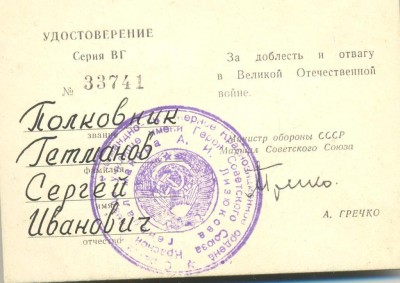 УДОСТОВЕРЕНИЕ
Серия ВГ
№ 33741
Полковник
звание
Гетманов
фамилия
Сергей
имя
Иванович
отчество
За доблесть и отвагу
в Великой Отечественной
войне.
Министр обороны СССР
Маршал Советского Союза
Гречко.
А. ГРЕЧКО